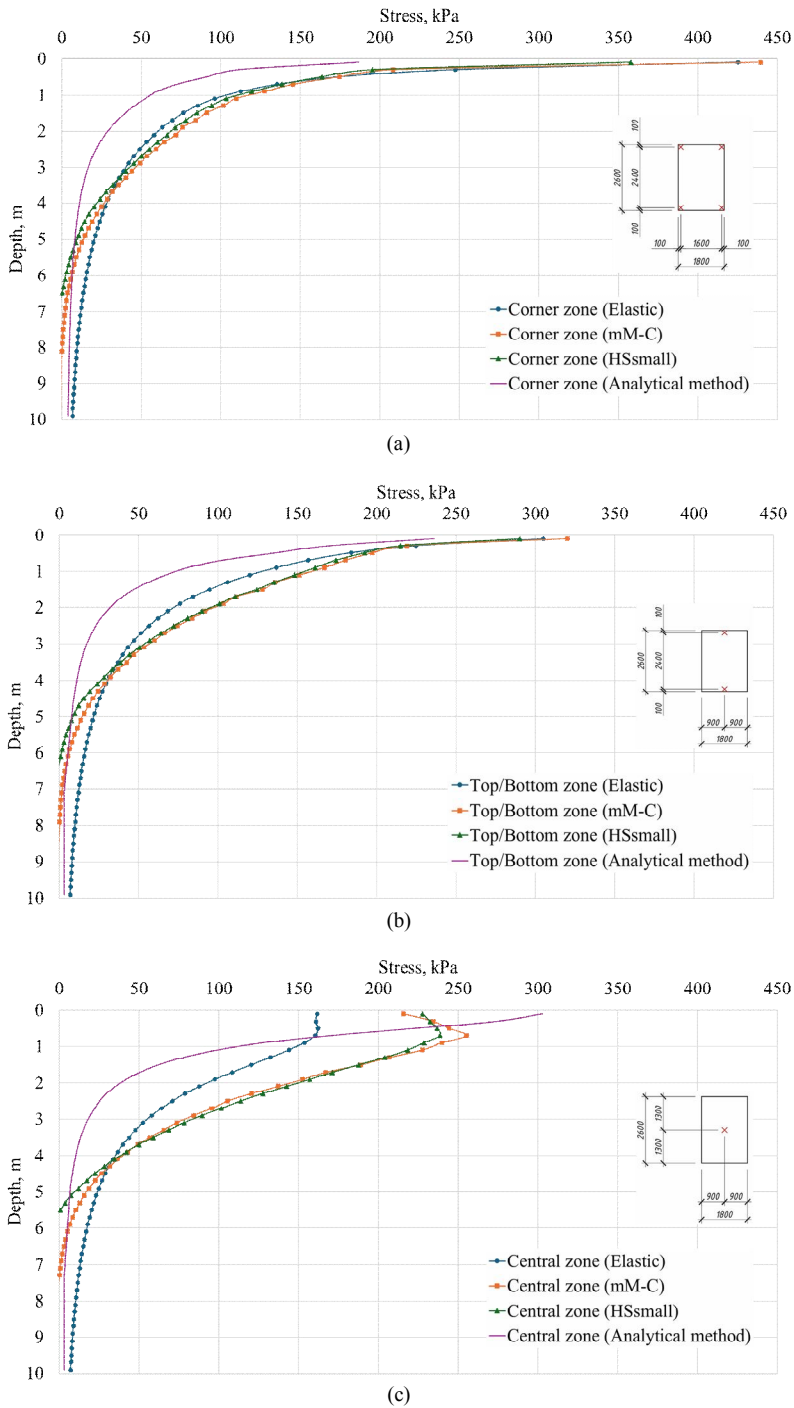 Stress, kPa
0 50 100 150 200 250 300 350 400 450
0
1
2
3
4
5
6
7
8
9
10
Depth, m
100
2600
2400
100
100 1600 100
1800
Corner zone (Elastic)
Corner zone (mM-C)
Corner zone (HSsmall)
Corner zone (Analytical method)
(a)
Stress, kPa
0 50 100 150 200 250 300 350 400 450
0
1
2
3
4
5
6
7
8
9
10
Depth, m
100
2600
2400
100
900 900
1800
Top/Bottom zone (Elastic)
Top/Bottom zone (mM-C)
Top/Bottom zone (HSsmall)
Top/Bottom zone (Analytical method)
(b)
Stress, kPa
0 50 100 150 200 250 300 350 400 450
0
1
2
3
4
5
6
7
8
9
10
Depth, m
1300
2600
1300
900 900
1800
Central zone (Elastic)
Central zone (mM-C)
Central zone (HSsmall)
Central zone (Analytical method)
(c)